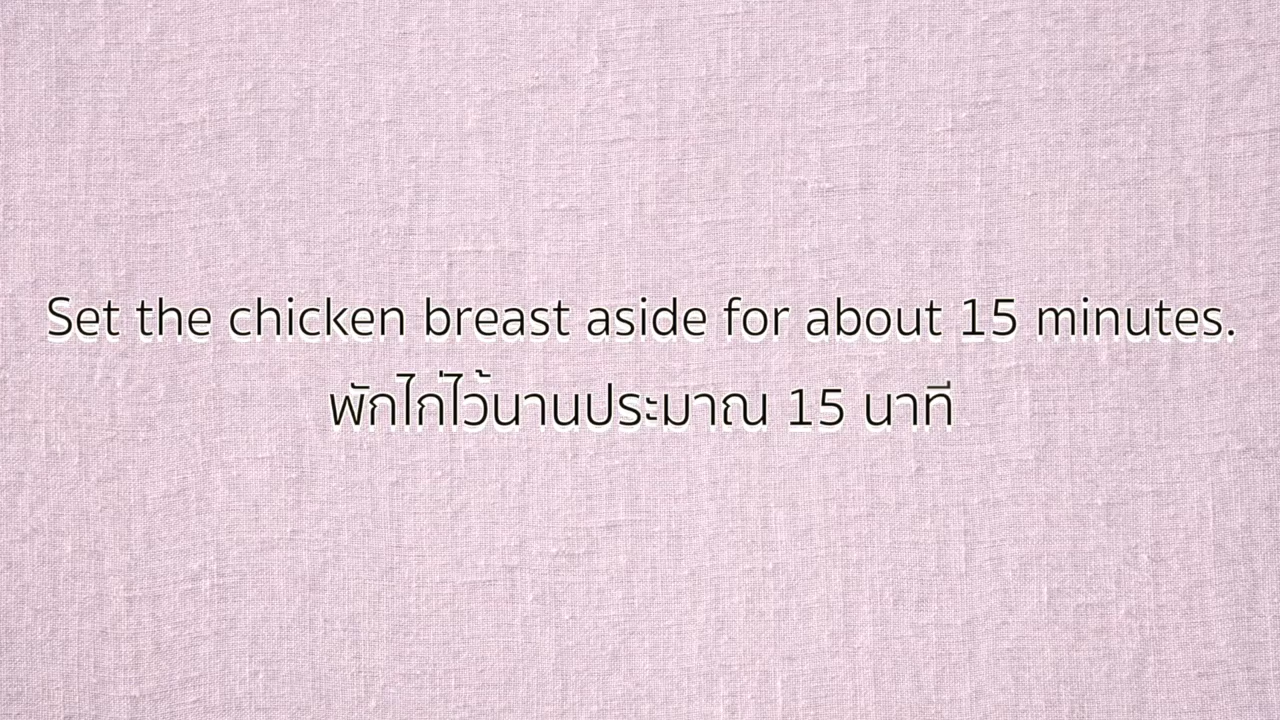 Set the chicken breast aside for about 15 minutes.
พักไก่ไว้นานประมาณ 15 นาที